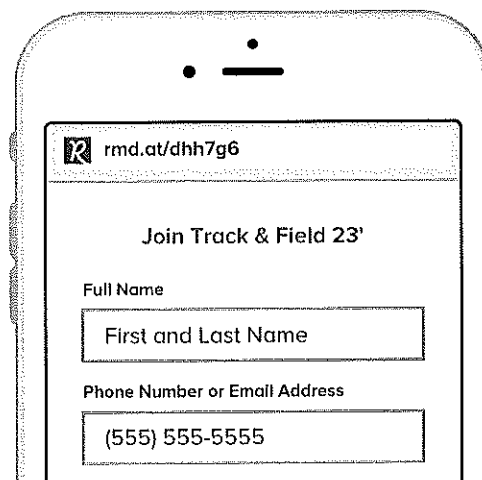 rmd.at/dhh7g6
Join Track & Field 23'
Full Name
First and Last Name
Phone Number or Email Address
(555) 555-5555